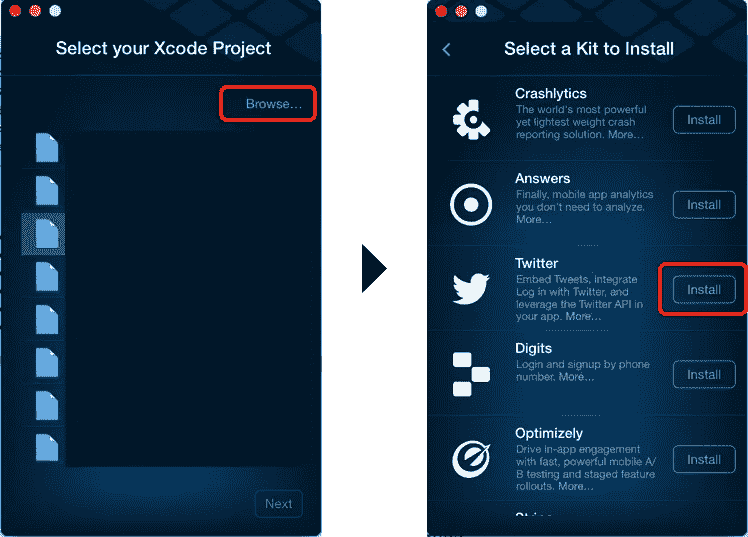 Select your Xcode Project
Browse...
Next
Select a Kit to Install
Crashlytics
The world's most powerful
yet lightest weight crash
reporting solution. More...
Install
Answers
Finally, mobile app analytics
you don't need to analyze.
More...
Install
Twitter
Embed Tweets, integrate
Log in with Twitter, and
leverage the Twitter API in
your app. More...
Install
Digits
Login and signup by phone
number. More...
Install
Optimizely
Drive in-app engagement
with fast, powerful mobile A/
B testing and staged feature
rollouts. More...
Install